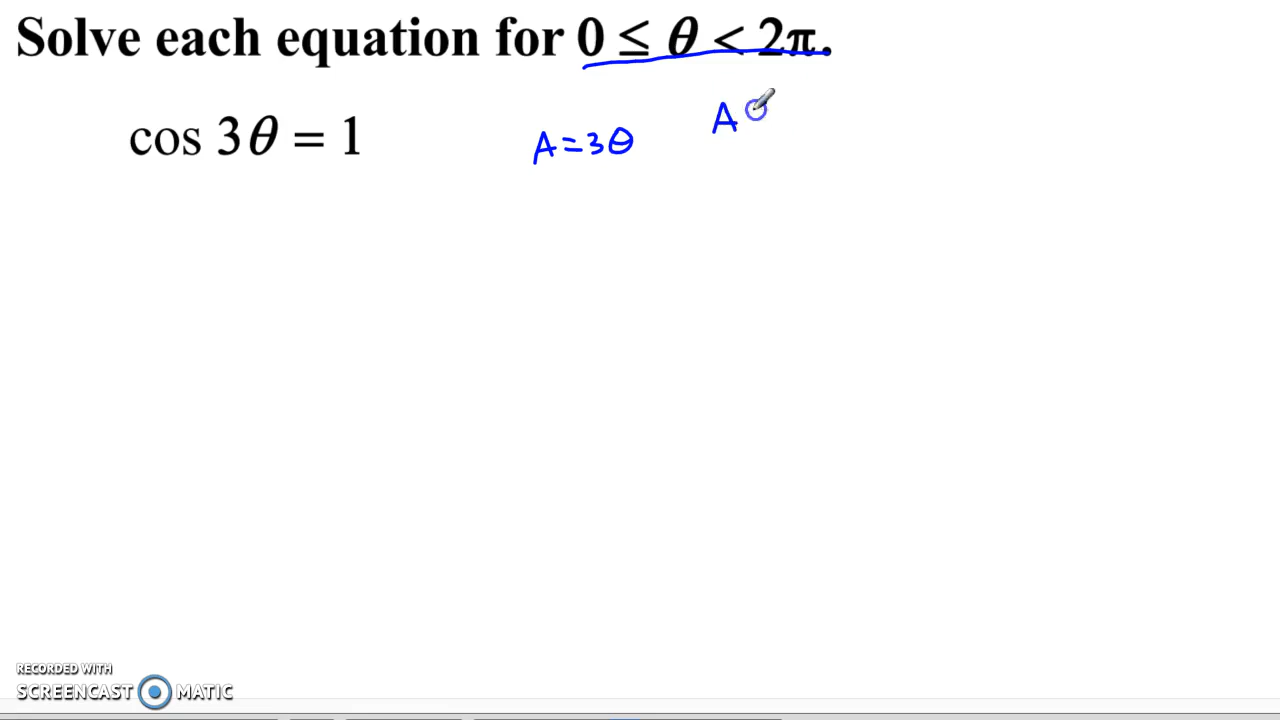 Solve each equation for 0 ≤ θ < 2π.
cos 3θ = 1
A = 3θ
A
RECORDED WITH
SCREENCAST MATIC